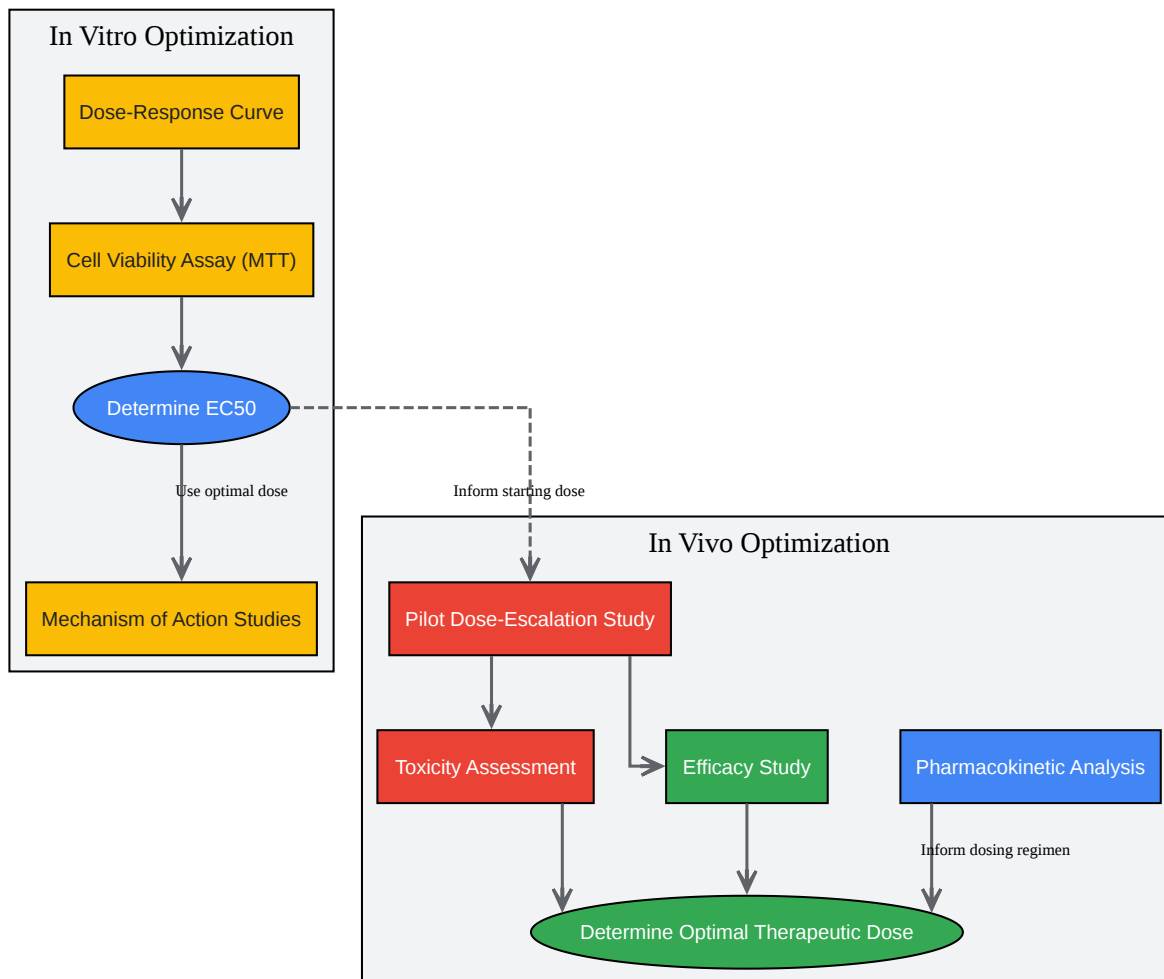 In Vitro Optimization
Dose-Response Curve
Cell Viability Assay (MTT)
Determine EC50
Use optimal dose
Inform starting dose
Mechanism of Action Studies
In Vivo Optimization
Pilot Dose-Escalation Study
Toxicity Assessment
Efficacy Study
Pharmacokinetic Analysis
Inform dosing regimen
Determine Optimal Therapeutic Dose